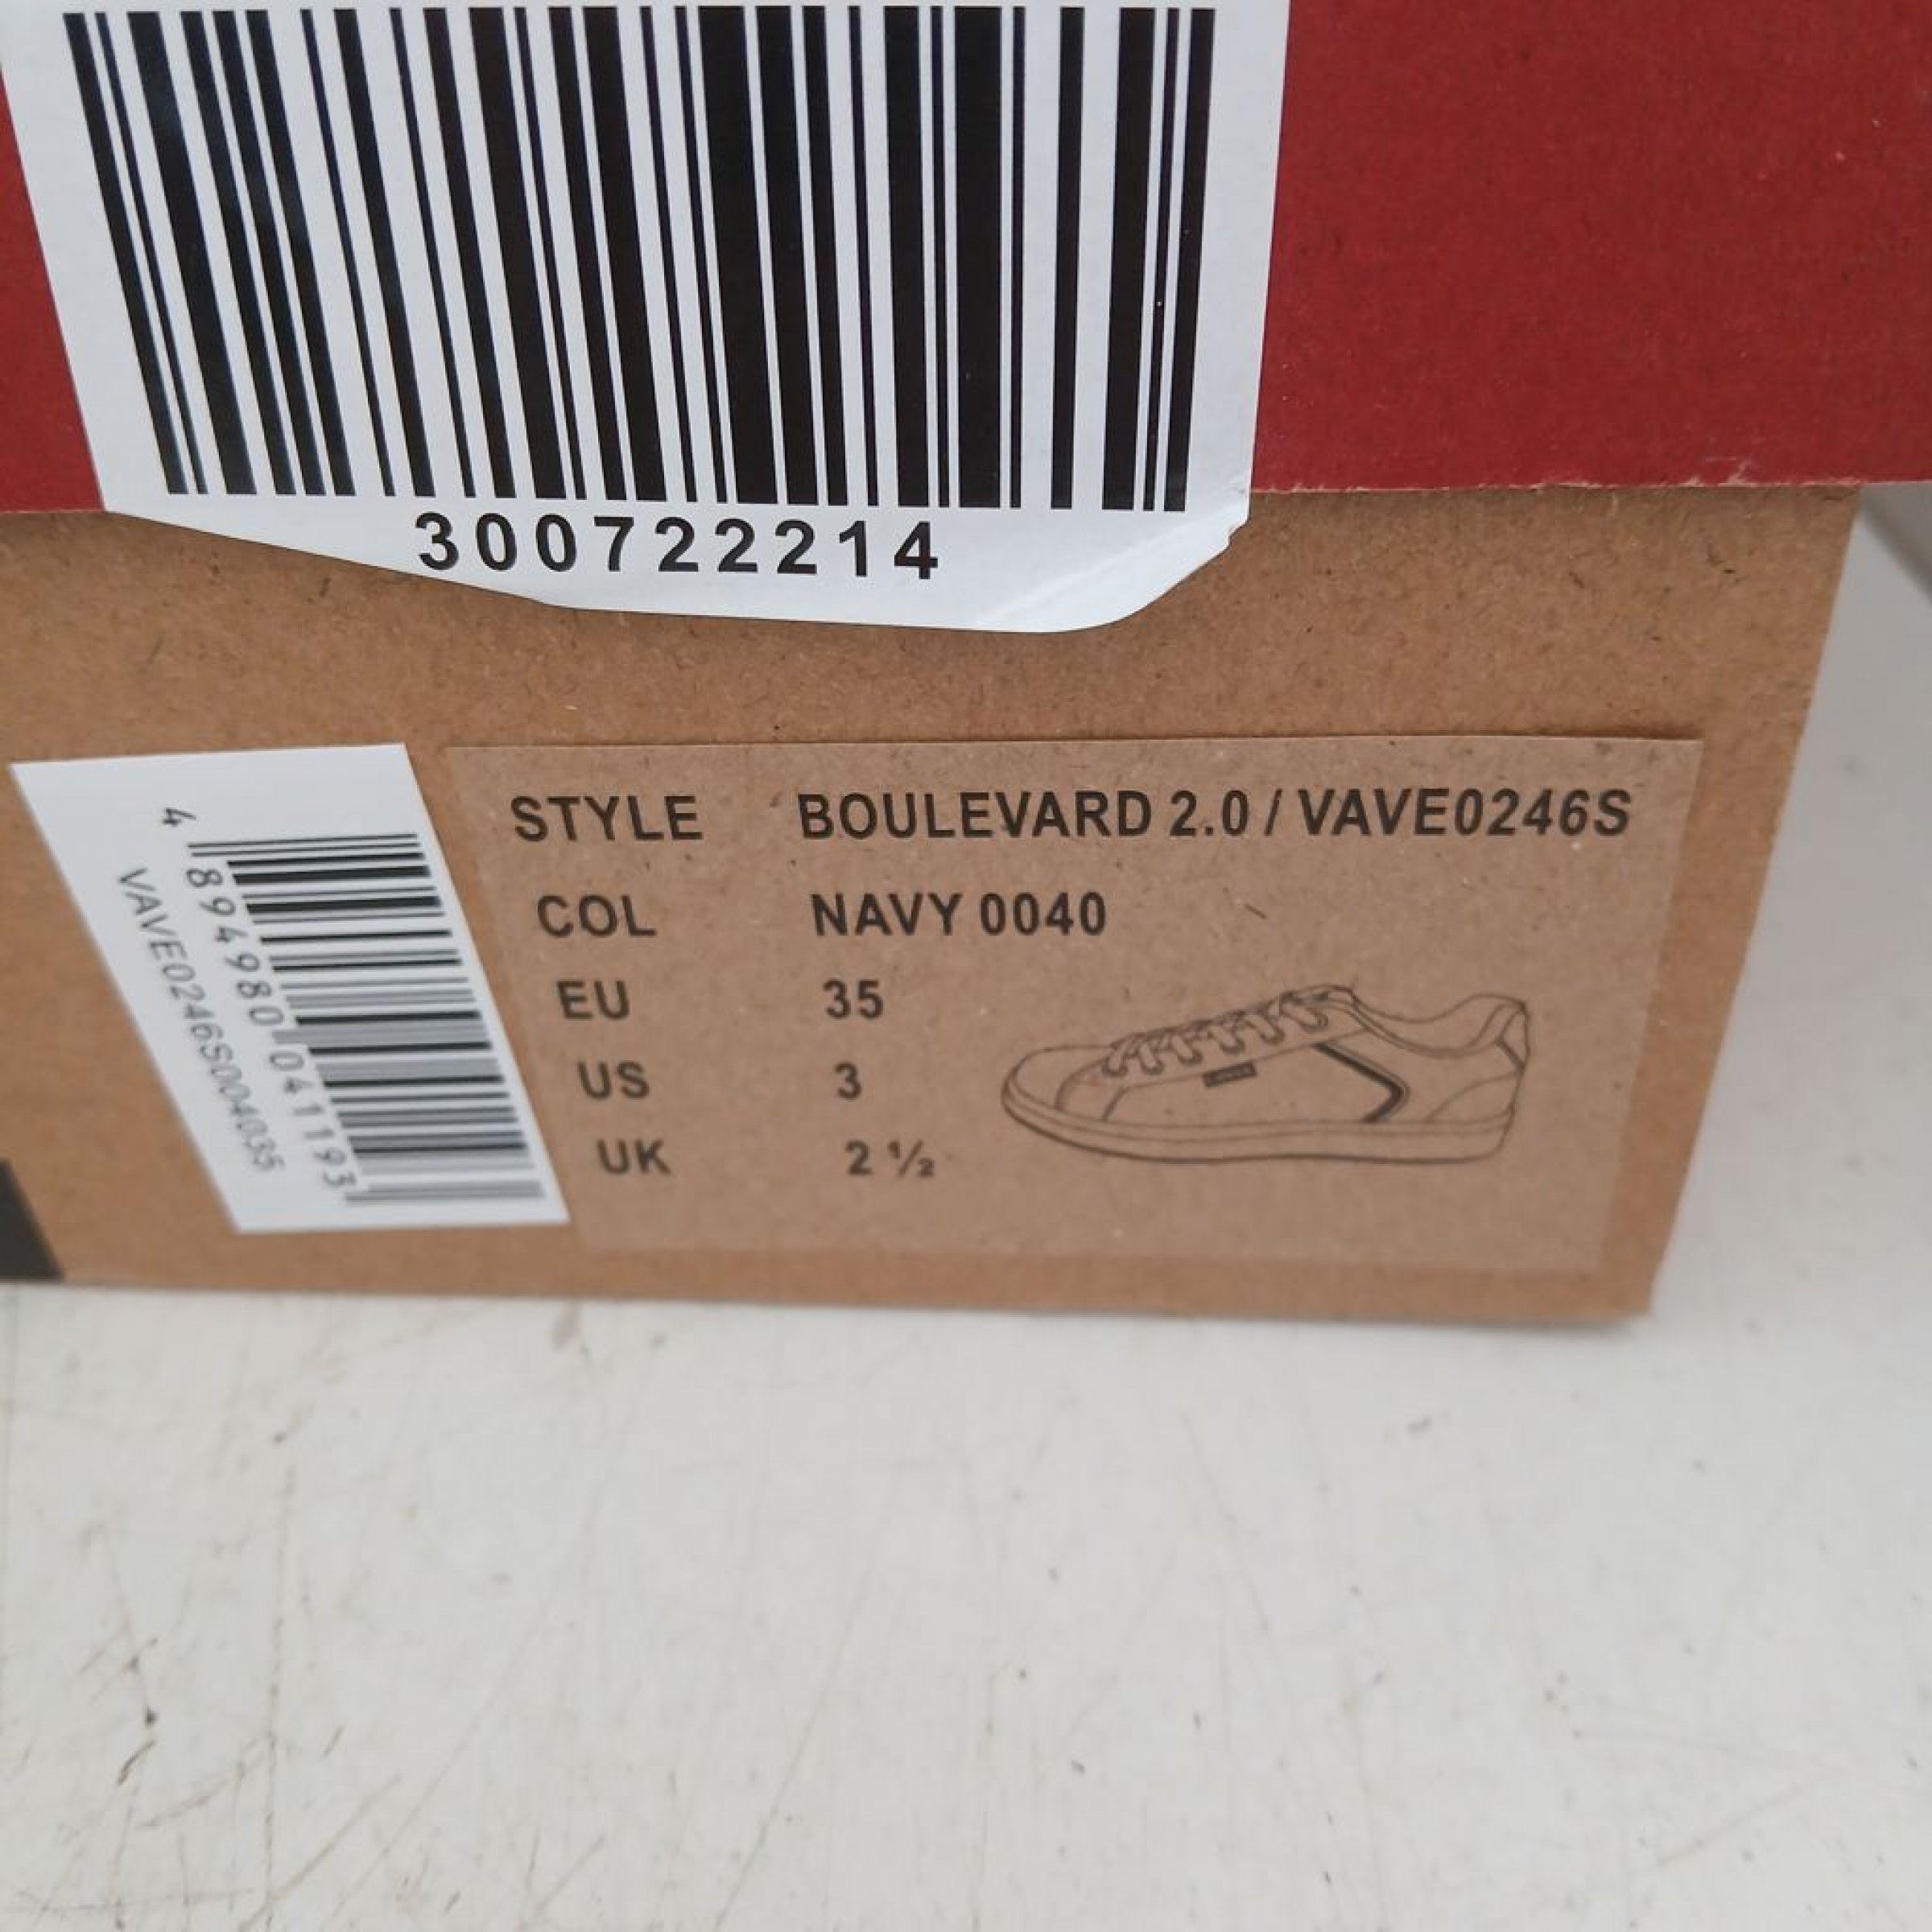 300722214
STYLE BOULEVARD 2.0 / VAVE0246S
COL NAVY 0040
EU 35
US 3
UK 2 ½
4 894980 041193
VAVE0246S004035